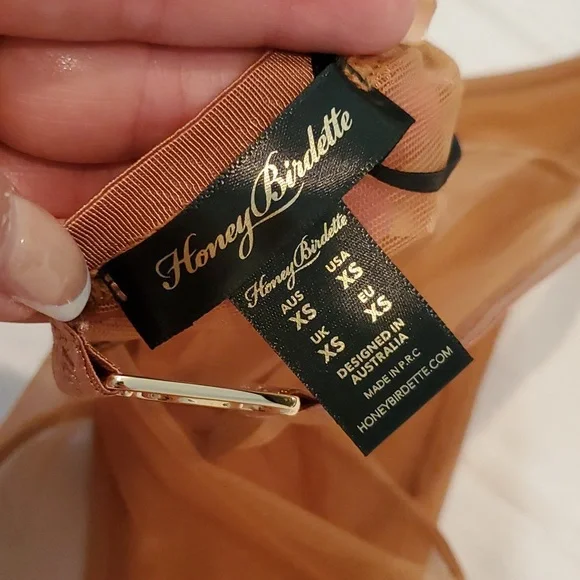 Honey Birdette
Honey Birdette
AUS USA
XS XS
UK EU
XS XS
DESIGNED IN
AUSTRALIA
MADE IN P.R.C
HONEYBIRDETTE.COM